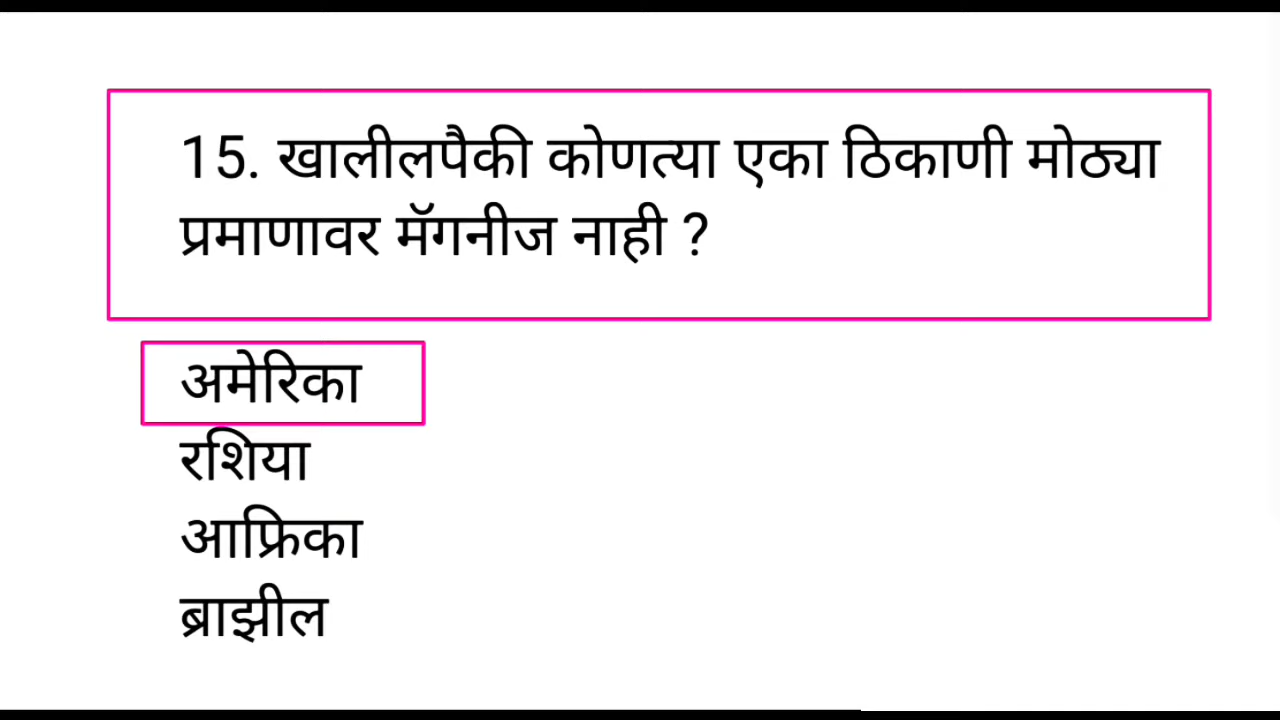 15. खालीलपैकी कोणत्या एका ठिकाणी मोठ्या
प्रमाणावर मॅगनीज नाही ?
अमेरिका
रशिया
आफ्रिका
ब्राझील